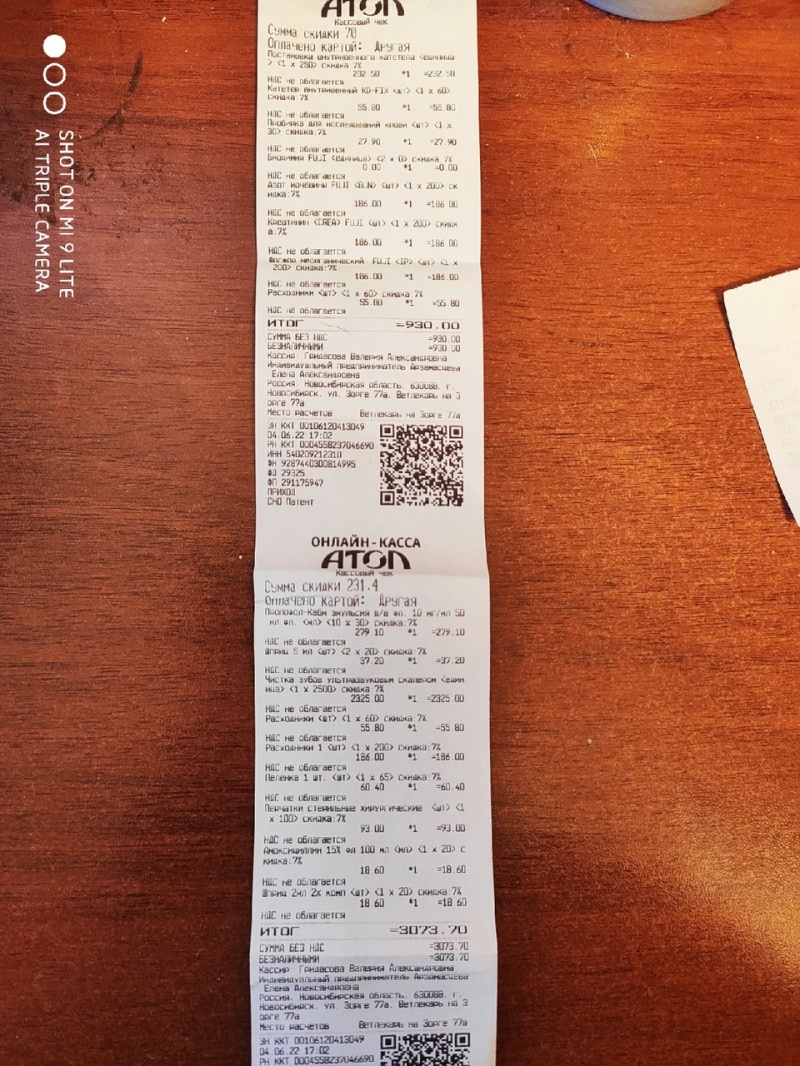 АТОЛ
Кассовый чек
Сумма скидки 70
Оплачено картой: Другая
Постановка внутривенного катетера <единица
> <1 x 250> скидка 7%
232.50 *1 =232.50
НДС не облагается
Катетер внутривенный KD-FIX <шт> <1 x 60>
скидка 7%
55.80 *1 =55.80
НДС не облагается
Пробирка для исследований крови <шт> <1 x
30> скидка:7%
27.90 *1 =27.90
НДС не облагается
Биохимия FUJI <единица> <2 x 0> скидка 7%
0.00 *1 =0.00
НДС не облагается
Азот мочевины FUJI <BUN> <шт> <1 x 200> ск
идка:7%
186.00 *1 =186 00
НДС не облагается
Креатинин <CREA> FUJI <шт> <1 x 200> скидк
а:7%
186 00 *1 =186 00
НДС не облагается
Фосфор неорганический FUJI <IP> <шт> <1 x
200> скидка:7%
186.00 *1 =186 00
НДС не облагается
Расходники <шт> <1 x 60> скидка:7%
55 80 *1 =55.80
НДС не облагается
ИТОГ =930.00
СУММА БЕЗ НДС =930.00
БЕЗНАЛИЧНЫМИ =930 00
Кассир: Гридасова Валерия Александровна
Индивидуальный предприниматель Арзамасцева
Елена Александровна
Россия, Новосибирская область, 630088, г.
Новосибирск, ул. Зорге 77а. Ветлекарь на З
орге 77а
Место расчетов Ветлекарь на Зорге 77а
ЗН ККТ 00106120413049
04.06.22 17:02
РН ККТ 0004558237046690
ИНН 540209212310
ФН 9287440300814995
ФД 29325
ФП 291175947
ПРИХОД
СНО Патент
ОНЛАЙН-КАССА
АТОЛ
Кассовый чек
Сумма скидки 231.4
Оплачено картой: Другая
Пропофол-Каби эмульсия в/в фл. 10 мг/мл 50
мл фл. <мл> <10 x 30> скидка:7%
279.10 *1 =279.10
НДС не облагается
Шприц 5 мл <шт> <2 x 20> скидка:7%
37.20 *1 =37.20
НДС не облагается
Чистка зубов ультразвуковым скалером <един
ица> <1 x 2500> скидка:7%
2325.00 *1 =2325 00
НДС не облагается
Расходники <шт> <1 x 60> скидка:7%
55.80 *1 =55 80
НДС не облагается
Расходники 1 <шт> <1 x 200> скидка:7%
186 00 *1 =186.00
НДС не облагается
Пеленка 1 шт. <шт> <1 x 65> скидка:7%
60 40 *1 =60.40
НДС не облагается
Перчатки стерильные хирургические <шт> <1
x 100> скидка:7%
93.00 *1 =93.00
НДС не облагается
Амоксициллин 15% фл 100 мл <мл> <1 x 20> с
кидка:7%
18.60 *1 =18.60
НДС не облагается
Шприц 2мл 2х комп <шт> <1 x 20> скидка:7%
18 60 *1 =18 60
НДС не облагается
ИТОГ =3073.70
СУММА БЕЗ НДС =3073.70
БЕЗНАЛИЧНЫМИ =3073.70
Кассир Гридасова Валерия Александровна
Индивидуальный предприниматель Арзамасцева
Елена Александровна
Россия, Новосибирская область, 630088, г.
Новосибирск, ул. Зорге 77а. Ветлекарь на З
орге 77а
Место расчетов Ветлекарь на Зорге 77а
ЗН ККТ 00106120413049
04.06.22 17:02
РН ККТ 0004558237046690
SHOT ON MI 9 LITE
AI TRIPLE CAMERA